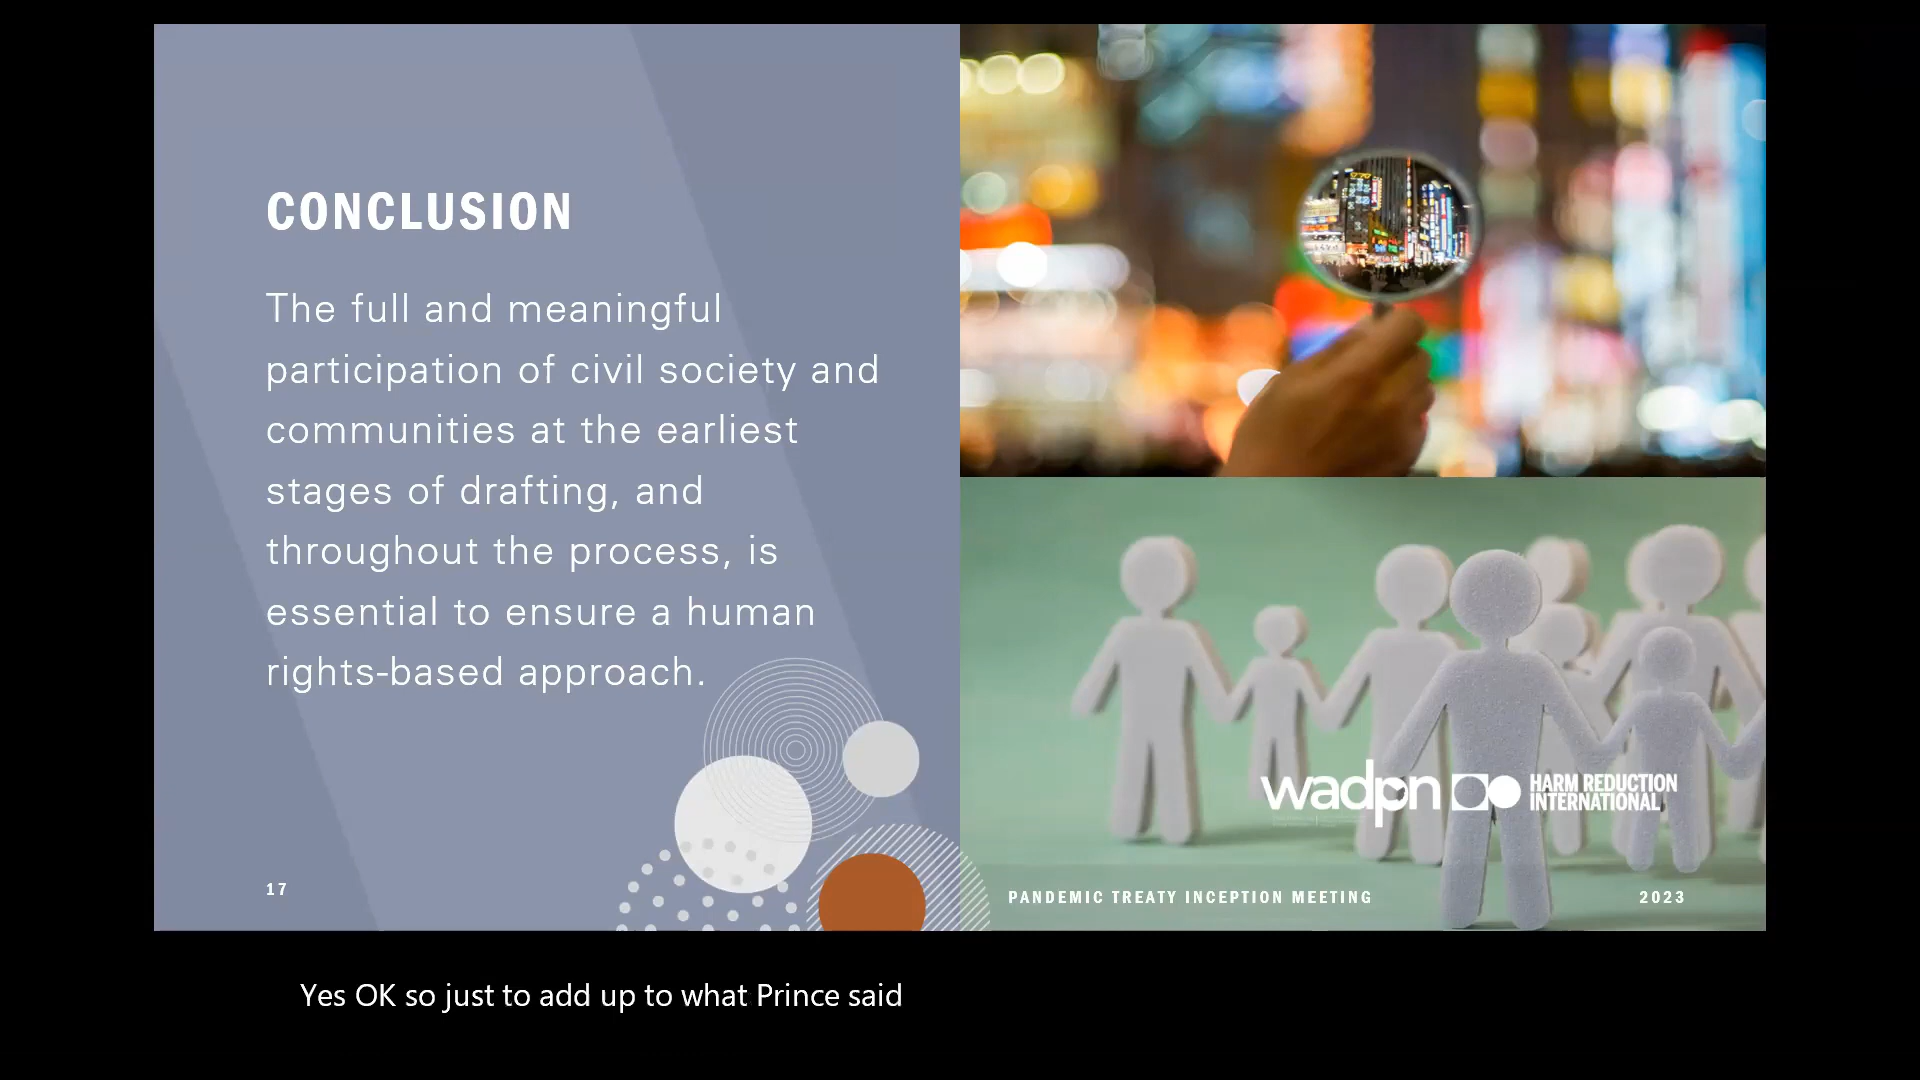 CONCLUSION
The full and meaningful
participation of civil society and
communities at the earliest
stages of drafting, and
throughout the process, is
essential to ensure a human
rights-based approach.
wadpn
HARM REDUCTION
INTERNATIONAL
17
PANDEMIC TREATY INCEPTION MEETING
2023
Yes OK so just to add up to what Prince said